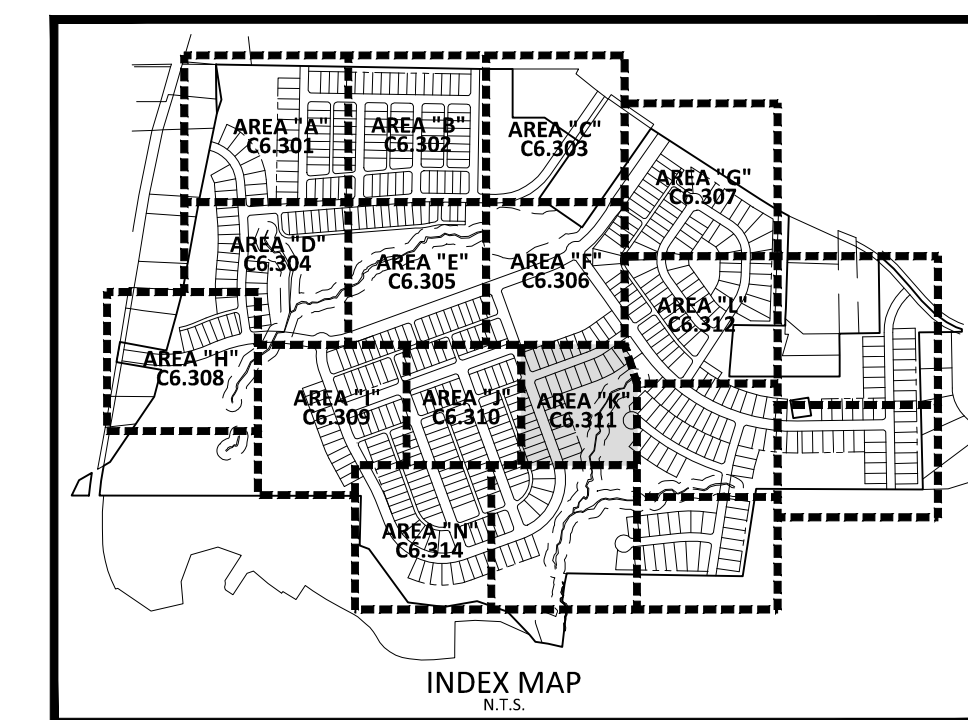 AREA "A"
C6.301
AREA "B"
C6.302
AREA "C"
C6.303
AREA "G"
C6.307
AREA "D"
C6.304
AREA "E"
C6.305
AREA "F"
C6.306
AREA "L"
C6.312
AREA "H"
C6.308
AREA "I"
C6.309
AREA "J"
C6.310
AREA "K"
C6.311
AREA "N"
C6.314
INDEX MAP
N.T.S.